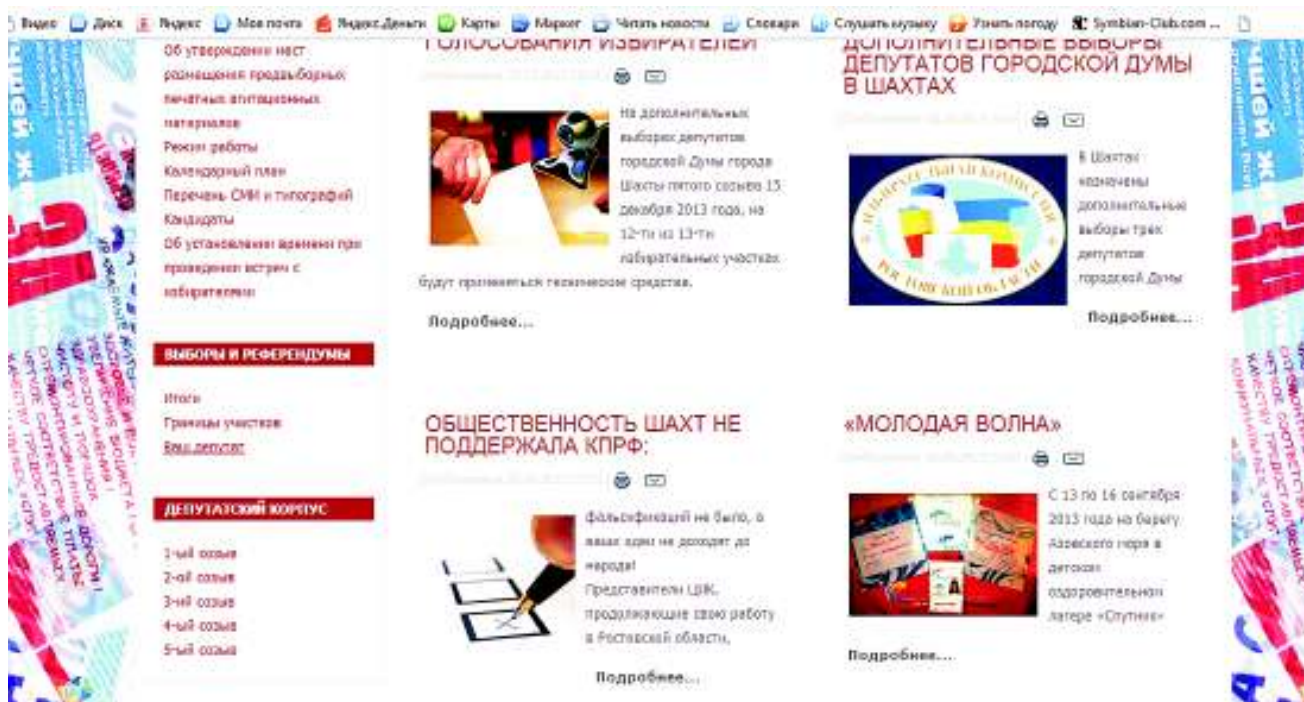 Видео Диск Яндекс Моя почта Яндекс.Деньги Карты Маркет Читать новости Словари Слушать музыку Узнать погоду Symbian-Club.com ...
Об утверждении мест
размещения предвыборных
печатных агитационных
материалов
Режим работы
Календарный план
Перечень СМИ и типографий
Кандидаты
Об установлении времени при
проведении встреч с
избирателями
ВЫБОРЫ И РЕФЕРЕНДУМЫ
Итоги
Границы участков
Ваш депутат
ДЕПУТАТСКИЙ КОРПУС
1-ый созыв
2-ой созыв
3-ий созыв
4-ый созыв
5-ый созыв
ГОЛОСОВАНИЯ ИЗБИРАТЕЛЕЙ
На дополнительных
выборах депутатов
городской Думы города
Шахты пятого созыва 15
декабря 2013 года, на
12-ти из 13-ти
избирательных участках
будут применяться технические средства.
Подробнее...
ДОПОЛНИТЕЛЬНЫЕ ВЫБОРЫ
ДЕПУТАТОВ ГОРОДСКОЙ ДУМЫ
В ШАХТАХ
РОСТОВСКОЙ ОБЛАСТИ
В Шахтах
назначены
дополнительные
выборы трех
депутатов
городской Думы
Подробнее...
ОБЩЕСТВЕННОСТЬ ШАХТ НЕ
ПОДДЕРЖАЛА КПРФ:
фальсификаций не было, а
ваши идеи не доходят до
народа!
Представители ЦИК,
продолжающие свою работу
в Ростовской области,
Подробнее...
«МОЛОДАЯ ВОЛНА»
С 13 по 16 сентября
2013 года на берегу
Азовского моря в
детском
оздоровительном
лагере «Спутник»
Подробнее...